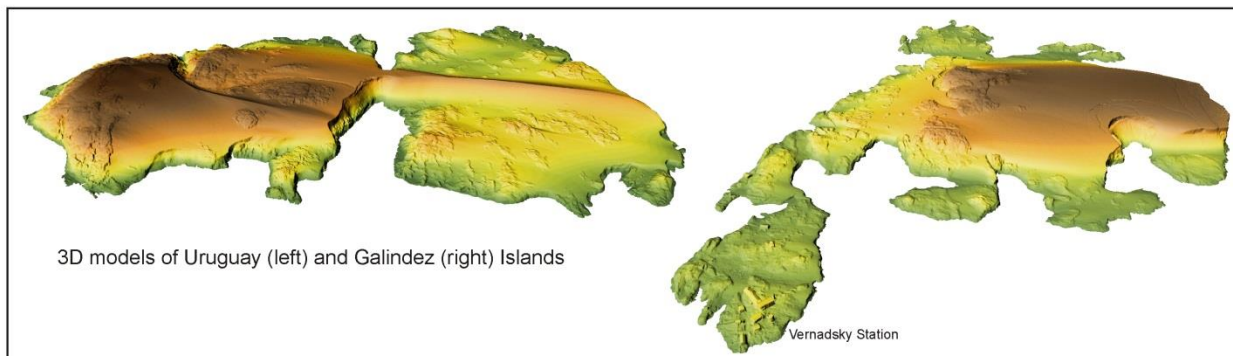 3D models of Uruguay (left) and Galindez (right) Islands
Vernadsky Station